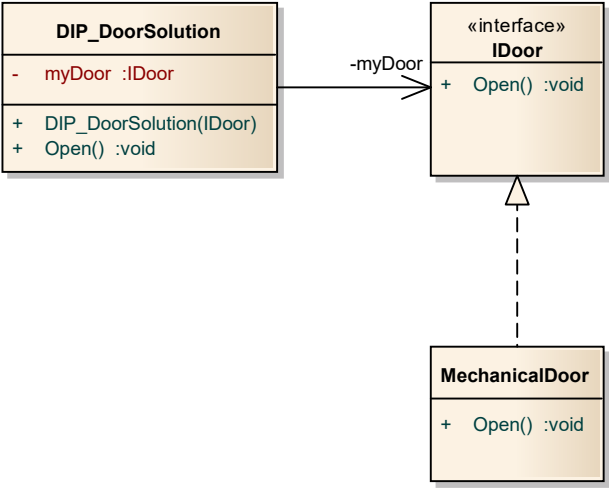 DIP_DoorSolution
- myDoor :IDoor
+ DIP_DoorSolution(IDoor)
+ Open() :void
-myDoor
«interface»
IDoor
+ Open() :void
MechanicalDoor
+ Open() :void